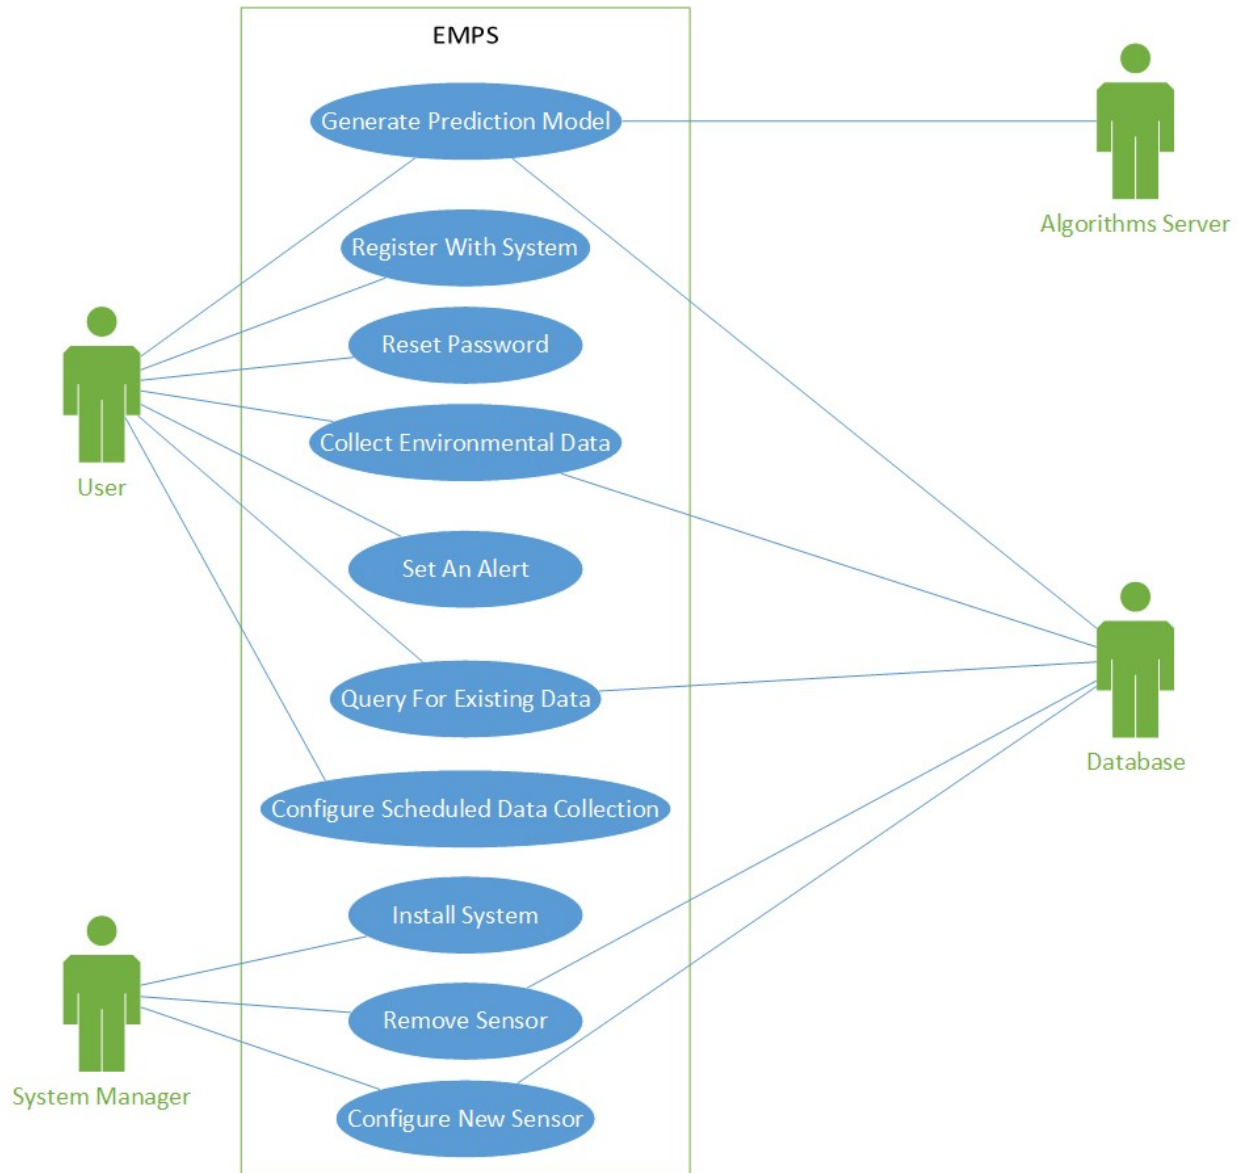 EMPS
Generate Prediction Model
Algorithms Server
Register With System
Reset Password
Collect Environmental Data
User
Set An Alert
Query For Existing Data
Database
Configure Scheduled Data Collection
Install System
Remove Sensor
System Manager
Configure New Sensor